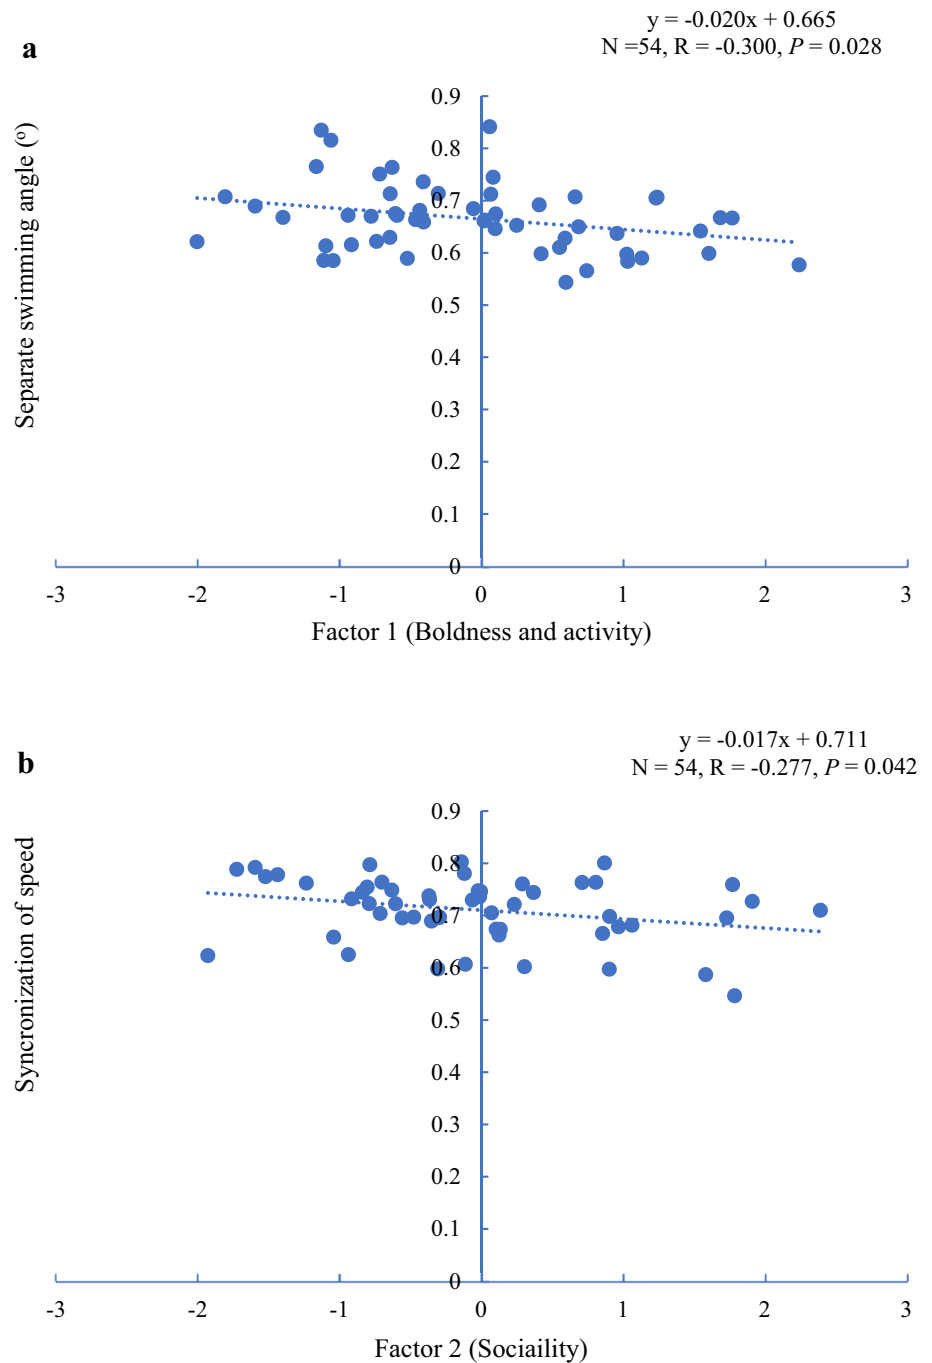 a
y = -0.020x + 0.665
N =54, R = -0.300, P = 0.028
Separate swimming angle (o)
0.9
0.8
0.7
0.6
0.5
0.4
0.3
0.2
0.1
0
-3 -2 -1 0 1 2 3
Factor 1 (Boldness and activity)
b
y = -0.017x + 0.711
N = 54, R = -0.277, P = 0.042
Syncronization of speed
0.9
0.8
0.7
0.6
0.5
0.4
0.3
0.2
0.1
0
-3 -2 -1 0 1 2 3
Factor 2 (Sociaility)